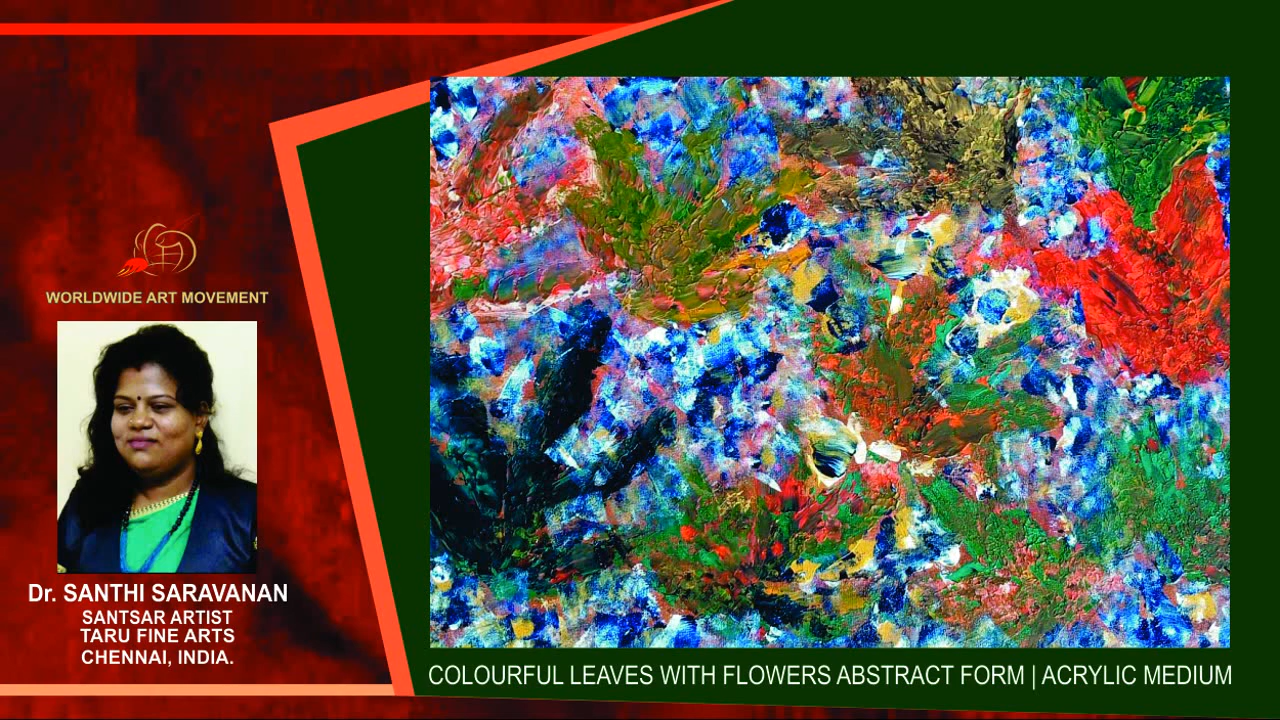 WORLDWIDE ART MOVEMENT
Dr. SANTHI SARAVANAN
SANTSAR ARTIST
TARU FINE ARTS
CHENNAI, INDIA.
COLOURFUL LEAVES WITH FLOWERS ABSTRACT FORM | ACRYLIC MEDIUM